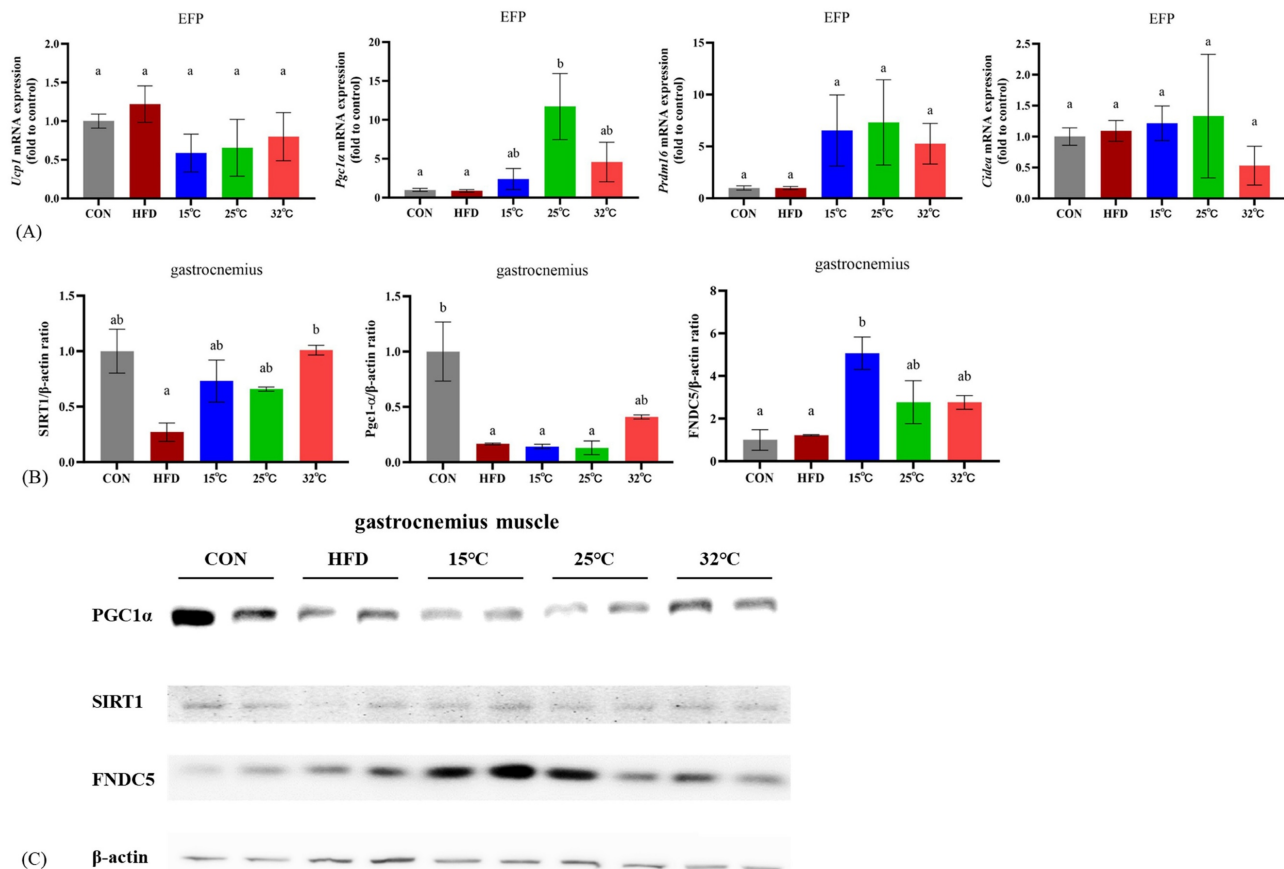 EFP
Ucp1 mRNA expression
(fold to control)
2.0
1.5
1.0
0.5
0.0
a a a a a
CON HFD 15℃ 25℃ 32℃
EFP
Pgc1α mRNA expression
(fold to control)
20
15
10
5
0
a a ab b ab
CON HFD 15℃ 25℃ 32℃
EFP
Prdm16 mRNA expression
(fold to control)
15
10
5
0
a a a a a
CON HFD 15℃ 25℃ 32℃
EFP
Cidea mRNA expression
(fold to control)
2.5
2.0
1.5
1.0
0.5
0.0
a a a a a
CON HFD 15℃ 25℃ 32℃
(A)
gastrocnemius
SIRT1/β-actin ratio
1.5
1.0
0.5
0.0
ab a ab ab b
CON HFD 15℃ 25℃ 32℃
gastrocnemius
Pgc1-α/β-actin ratio
1.5
1.0
0.5
0.0
b a a a ab
CON HFD 15℃ 25℃ 32℃
gastrocnemius
FNDC5/β-actin ratio
8
6
4
2
0
a a b ab ab
CON HFD 15℃ 25℃ 32℃
(B)
gastrocnemius muscle
CON HFD 15℃ 25℃ 32℃
PGC1α
SIRT1
FNDC5
β-actin
(C)